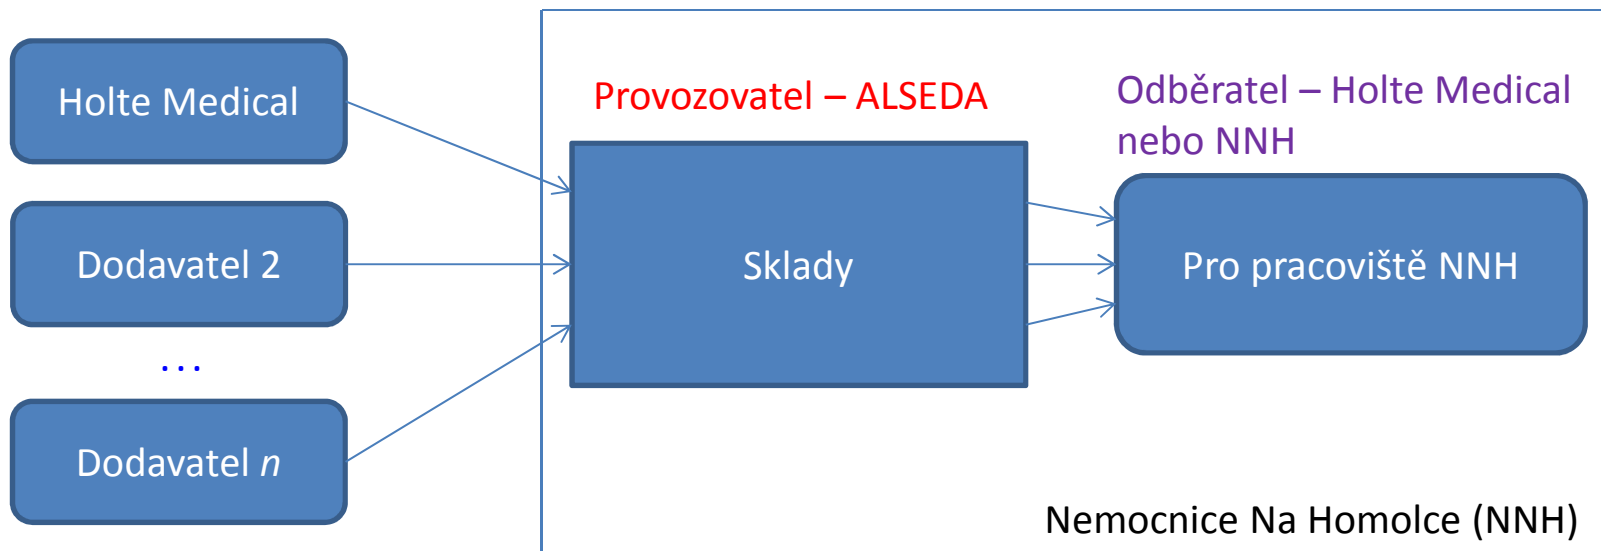 Holte Medical
Dodavatel 2
...
Dodavatel n
Provozovatel – ALSEDA
Sklady
Odběratel – Holte Medical
nebo NNH
Pro pracoviště NNH
Nemocnice Na Homolce (NNH)